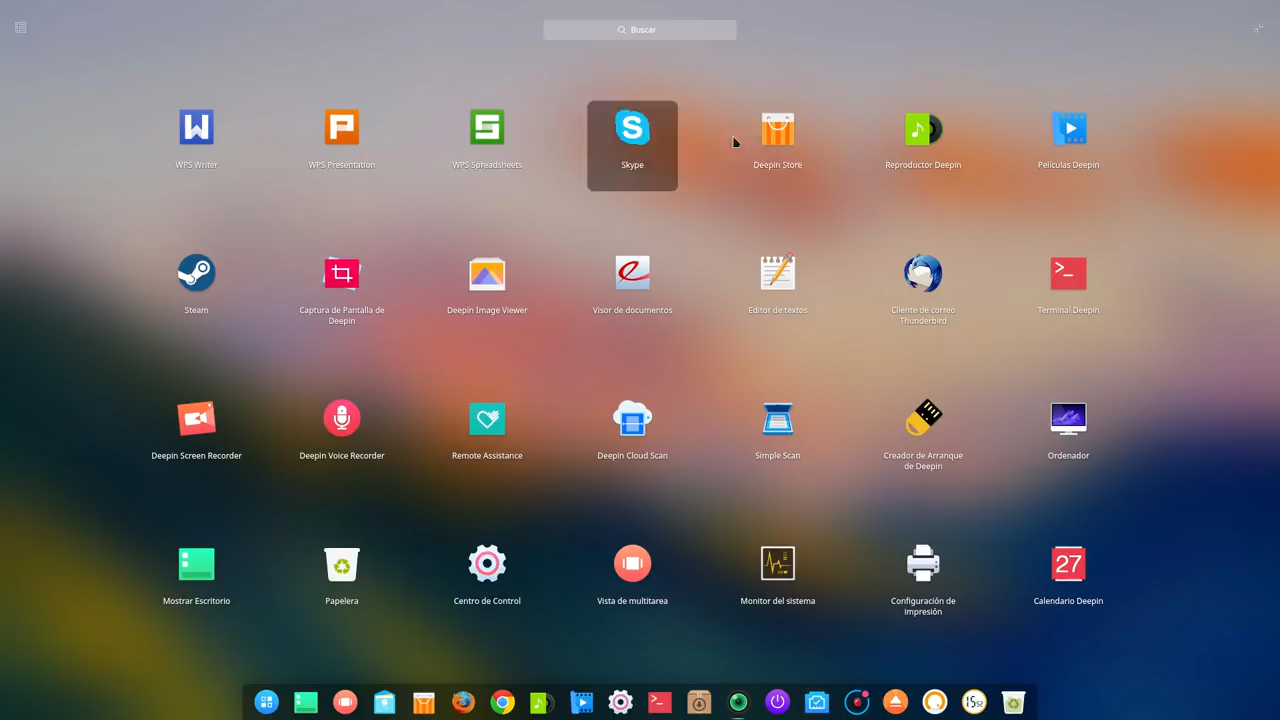 Buscar
WPS Writer
WPS Presentation
WPS Spreadsheets
Skype
Deepin Store
Reproductor Deepin
Películas Deepin
Steam
Captura de Pantalla de
Deepin
Deepin Image Viewer
Visor de documentos
Editor de textos
Cliente de correo
Thunderbird
Terminal Deepin
Deepin Screen Recorder
Deepin Voice Recorder
Remote Assistance
Deepin Cloud Scan
Simple Scan
Creador de Arranque
de Deepin
Ordenador
27
Mostrar Escritorio
Papelera
Centro de Control
Vista de multitarea
Monitor del sistema
Configuración de
impresión
Calendario Deepin